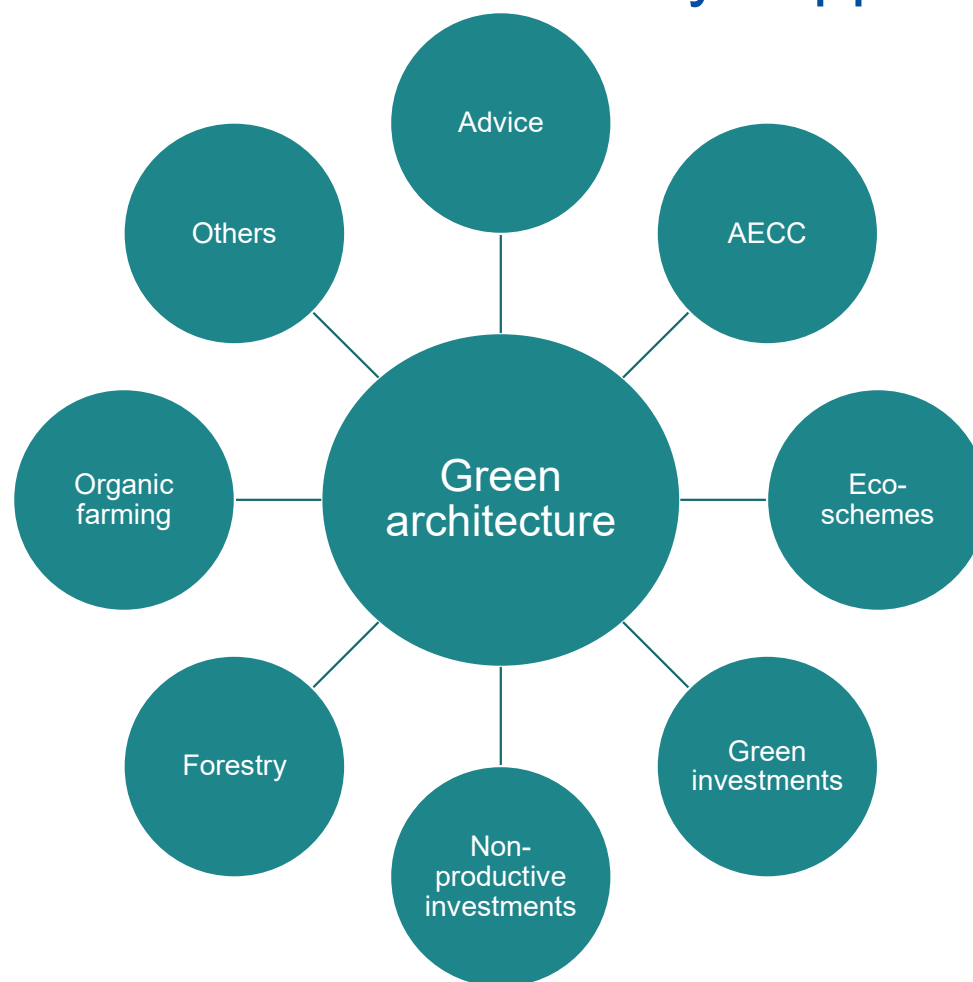 Advice
Others
AECC
Green
architecture
Organic
farming
Eco-
schemes
Forestry
Green
investments
Non-
productive
investments